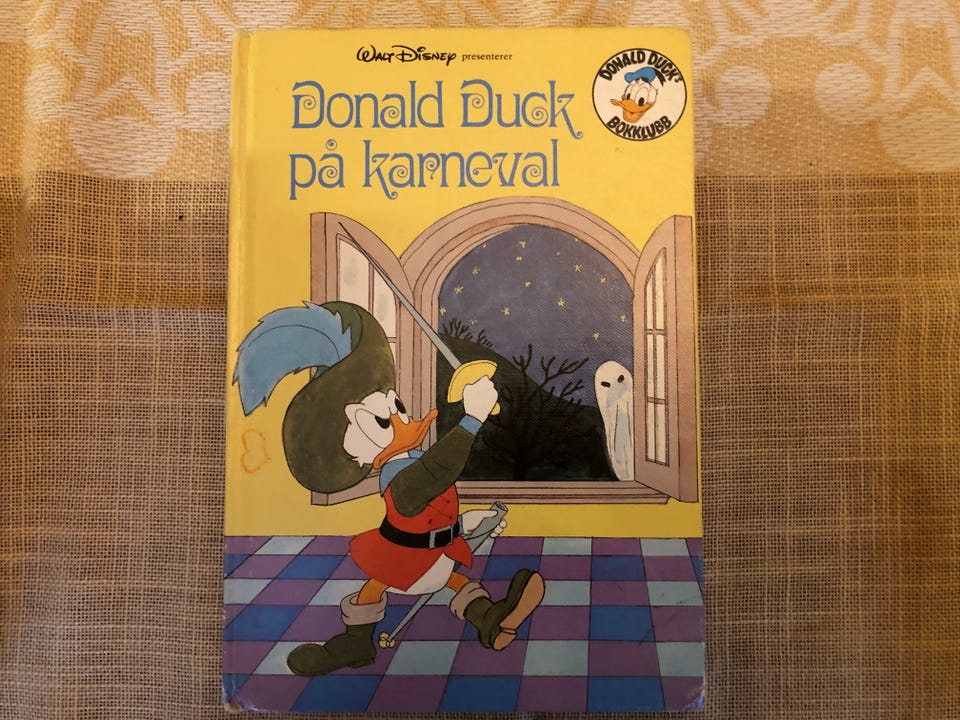 Walt Disney presenterer
Donald Duck
på karneval
DONALD DUCK's
BOKKLUBB